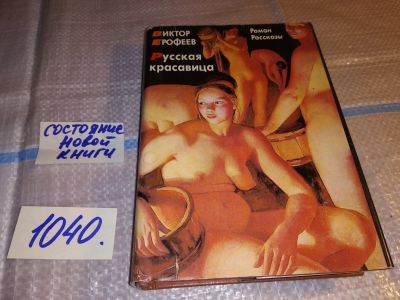 Виктор
Ерофеев
Русская
красавица
Роман
Рассказы
состояние
новой
книги
1040.